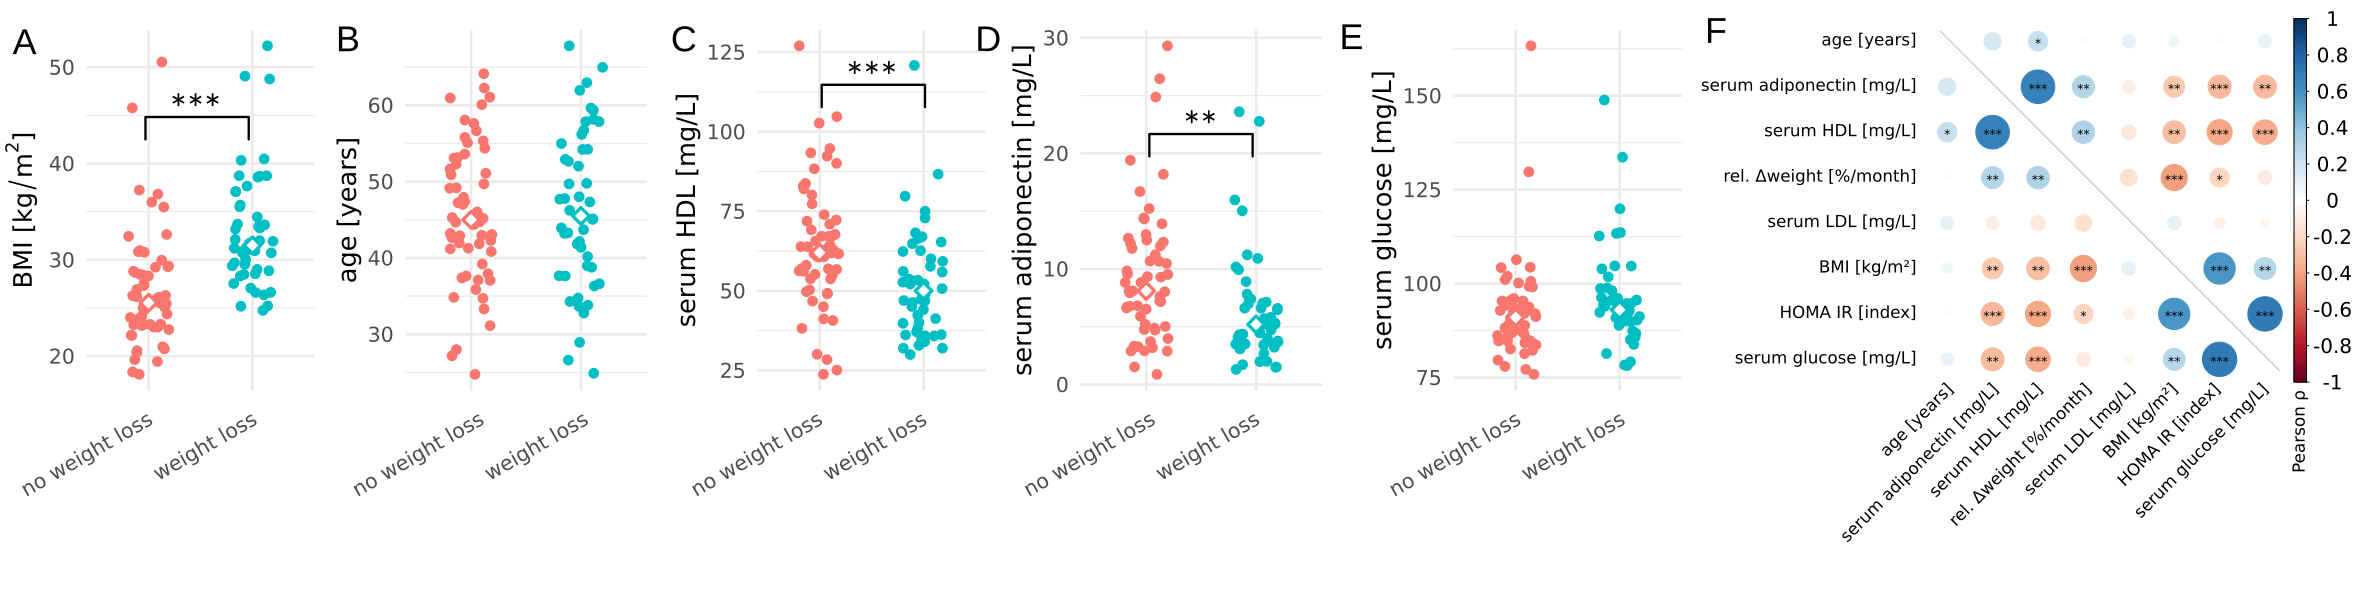 A
BMI [kg/m²]
50
40
30
20
***
no weight loss
weight loss
B
age [years]
60
50
40
30
no weight loss
weight loss
C
serum HDL [mg/L]
125
100
75
50
25
***
no weight loss
weight loss
D
serum adiponectin [mg/L]
30
20
10
0
**
no weight loss
weight loss
E
serum glucose [mg/L]
150
125
100
75
no weight loss
weight loss
F
age [years] *
serum adiponectin [mg/L] *** ** ** *** **
serum HDL [mg/L] * *** ** ** *** ***
rel. Δweight [%/month] ** ** *** *
serum LDL [mg/L]
BMI [kg/m²] ** ** *** *** **
HOMA IR [index] *** *** * *** ***
serum glucose [mg/L] ** *** ** ***
age [years]
serum adiponectin [mg/L]
serum HDL [mg/L]
rel. Δweight [%/month]
serum LDL [mg/L]
BMI [kg/m²]
HOMA IR [index]
serum glucose [mg/L]
1
0.8
0.6
0.4
0.2
0
-0.2
-0.4
-0.6
-0.8
-1
Pearson ρ